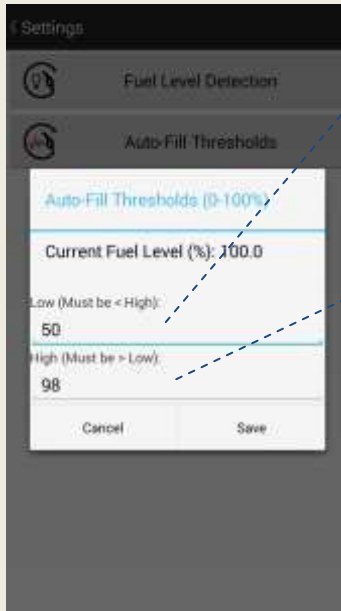 Settings
Fuel Level Detection
Auto-Fill Thresholds
Auto-Fill Thresholds (0-100%)
Current Fuel Level (%): 100.0
Low (Must be < High):
50
High (Must be > Low):
98
Cancel Save